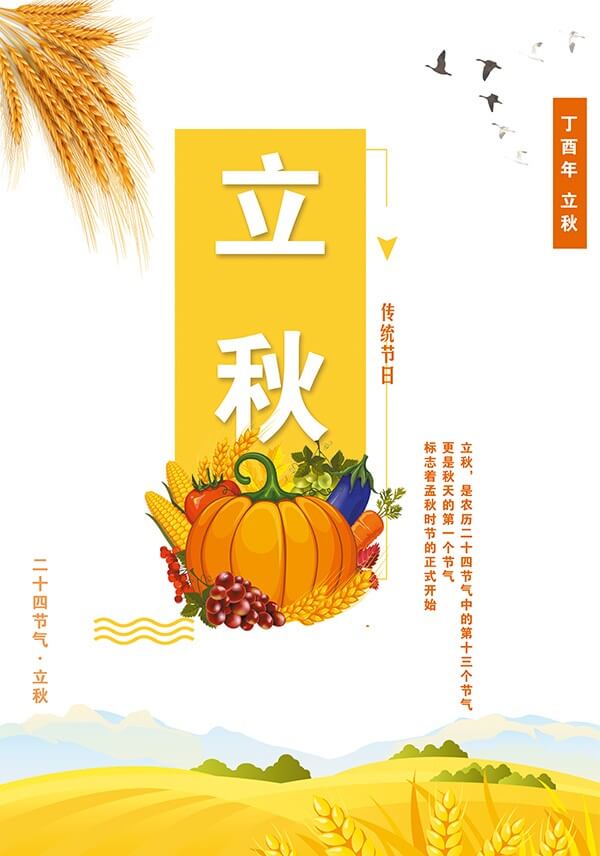 立秋
丁酉年 立秋
传统节日
立秋，是农历二十四节气中的第十三个节气
更是秋天的第一个节气
标志着孟秋时节的正式开始
二十四节气·立秋